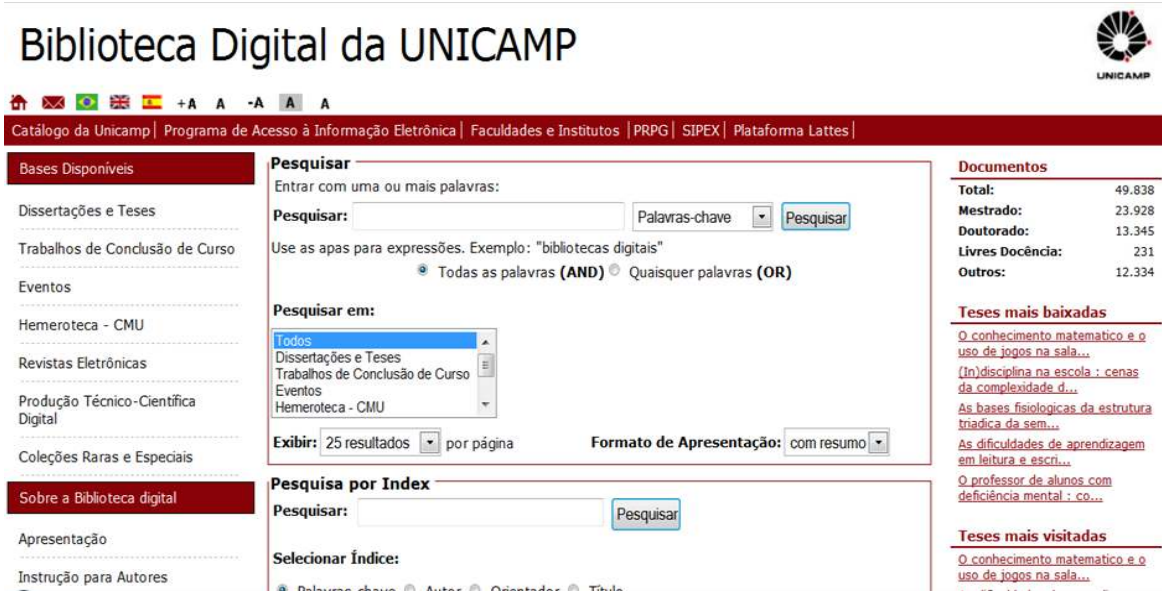 Biblioteca Digital da UNICAMP
UNICAMP
+A A -A A A
Catálogo da Unicamp| Programa de Acesso à Informação Eletrônica| Faculdades e Institutos |PRPG| SIPEX| Plataforma Lattes|
Bases Disponíveis
Dissertações e Teses
Trabalhos de Conclusão de Curso
Eventos
Hemeroteca - CMU
Revistas Eletrônicas
Produção Técnico-Científica
Digital
Coleções Raras e Especiais
Sobre a Biblioteca digital
Apresentação
Instrução para Autores
Pesquisar
Entrar com uma ou mais palavras:
Pesquisar: Palavras-chave Pesquisar
Use as apas para expressões. Exemplo: "bibliotecas digitais"
Todas as palavras (AND) Quaisquer palavras (OR)
Pesquisar em:
Todos
Dissertações e Teses
Trabalhos de Conclusão de Curso
Eventos
Hemeroteca - CMU
Exibir: 25 resultados por página Formato de Apresentação: com resumo
Pesquisa por Index
Pesquisar: Pesquisar
Selecionar Índice:
Palavras-chave Autor Orientador Título
Documentos
Total: 49.838
Mestrado: 23.928
Doutorado: 13.345
Livres Docência: 231
Outros: 12.334
Teses mais baixadas
O conhecimento matematico e o
uso de jogos na sala...
(In)disciplina na escola : cenas
da complexidade d...
As bases fisiologicas da estrutura
triadica da sem...
As dificuldades de aprendizagem
em leitura e escri...
O professor de alunos com
deficiência mental : co...
Teses mais visitadas
O conhecimento matematico e o
uso de jogos na sala...